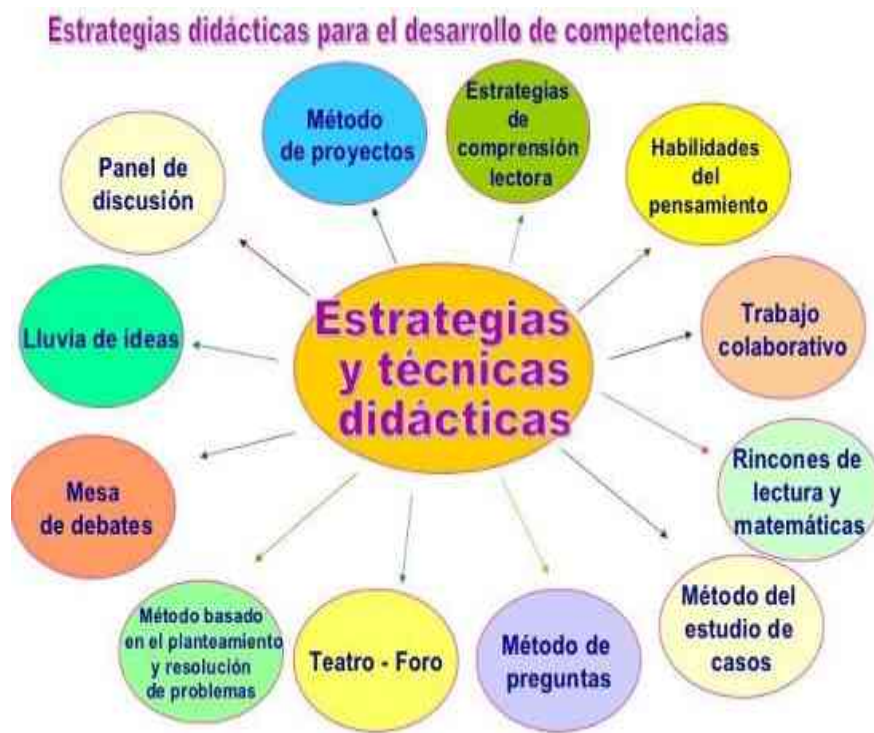 Estrategias didácticas para el desarrollo de competencias
Estrategias
y técnicas
didácticas
Método
de proyectos
Estrategias
de
comprensión
lectora
Habilidades
del
pensamiento
Trabajo
colaborativo
Rincones de
lectura y
matemáticas
Método del
estudio de
casos
Método de
preguntas
Teatro - Foro
Método basado
en el planteamiento
y resolución
de problemas
Mesa
de debates
Lluvia de ideas
Panel de
discusión